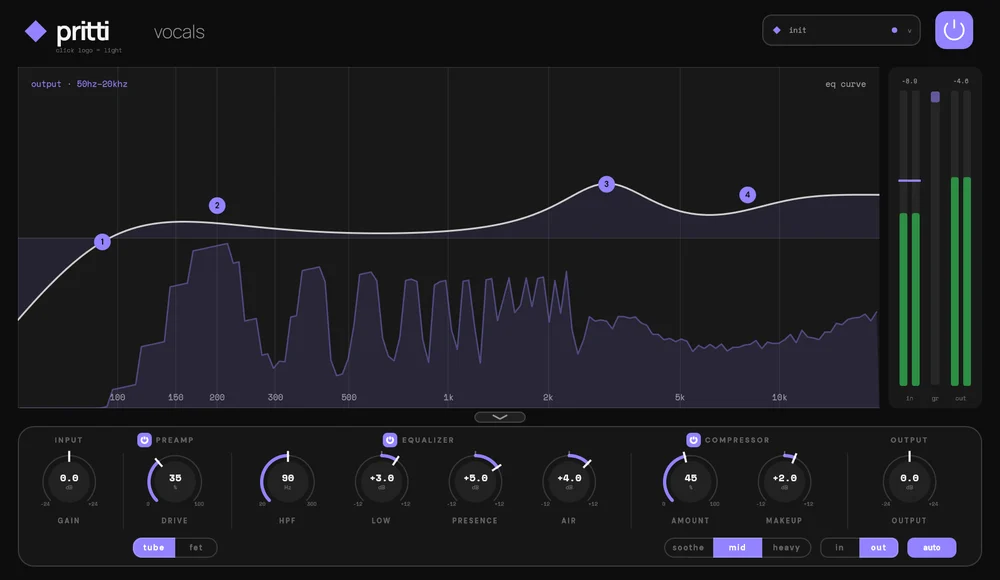 pritti
vocals
click logo = light
init
v
output · 50hz–20khz
eq curve
1
2
3
4
100 150 200 300 500 1k 2k 5k 10k
-4.6
in gr out
INPUT
PREAMP
EQUALIZER
COMPRESSOR
OUTPUT
0.0 35 90 +3.0 +5.0 +4.0 45 +2.0 0.0
dB % Hz dB dB dB % dB dB
-24 +24 0 100 20 300 -12 +12 -12 +12 -12 +12 0 100 -12 +12 -24 +24
GAIN DRIVE HPF LOW PRESENCE AIR AMOUNT MAKEUP OUTPUT
tube fet soothe mid heavy in out auto